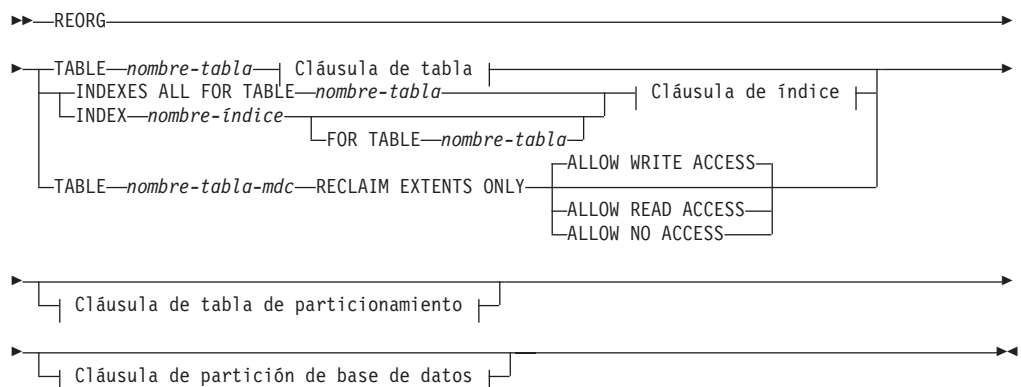 REORG
TABLE nombre-tabla Cláusula de tabla
INDEXES ALL FOR TABLE nombre-tabla Cláusula de índice
INDEX nombre-índice
FOR TABLE nombre-tabla
ALLOW WRITE ACCESS
TABLE nombre-tabla-mdc RECLAIM EXTENTS ONLY
ALLOW READ ACCESS
ALLOW NO ACCESS
Cláusula de tabla de particionamiento
Cláusula de partición de base de datos